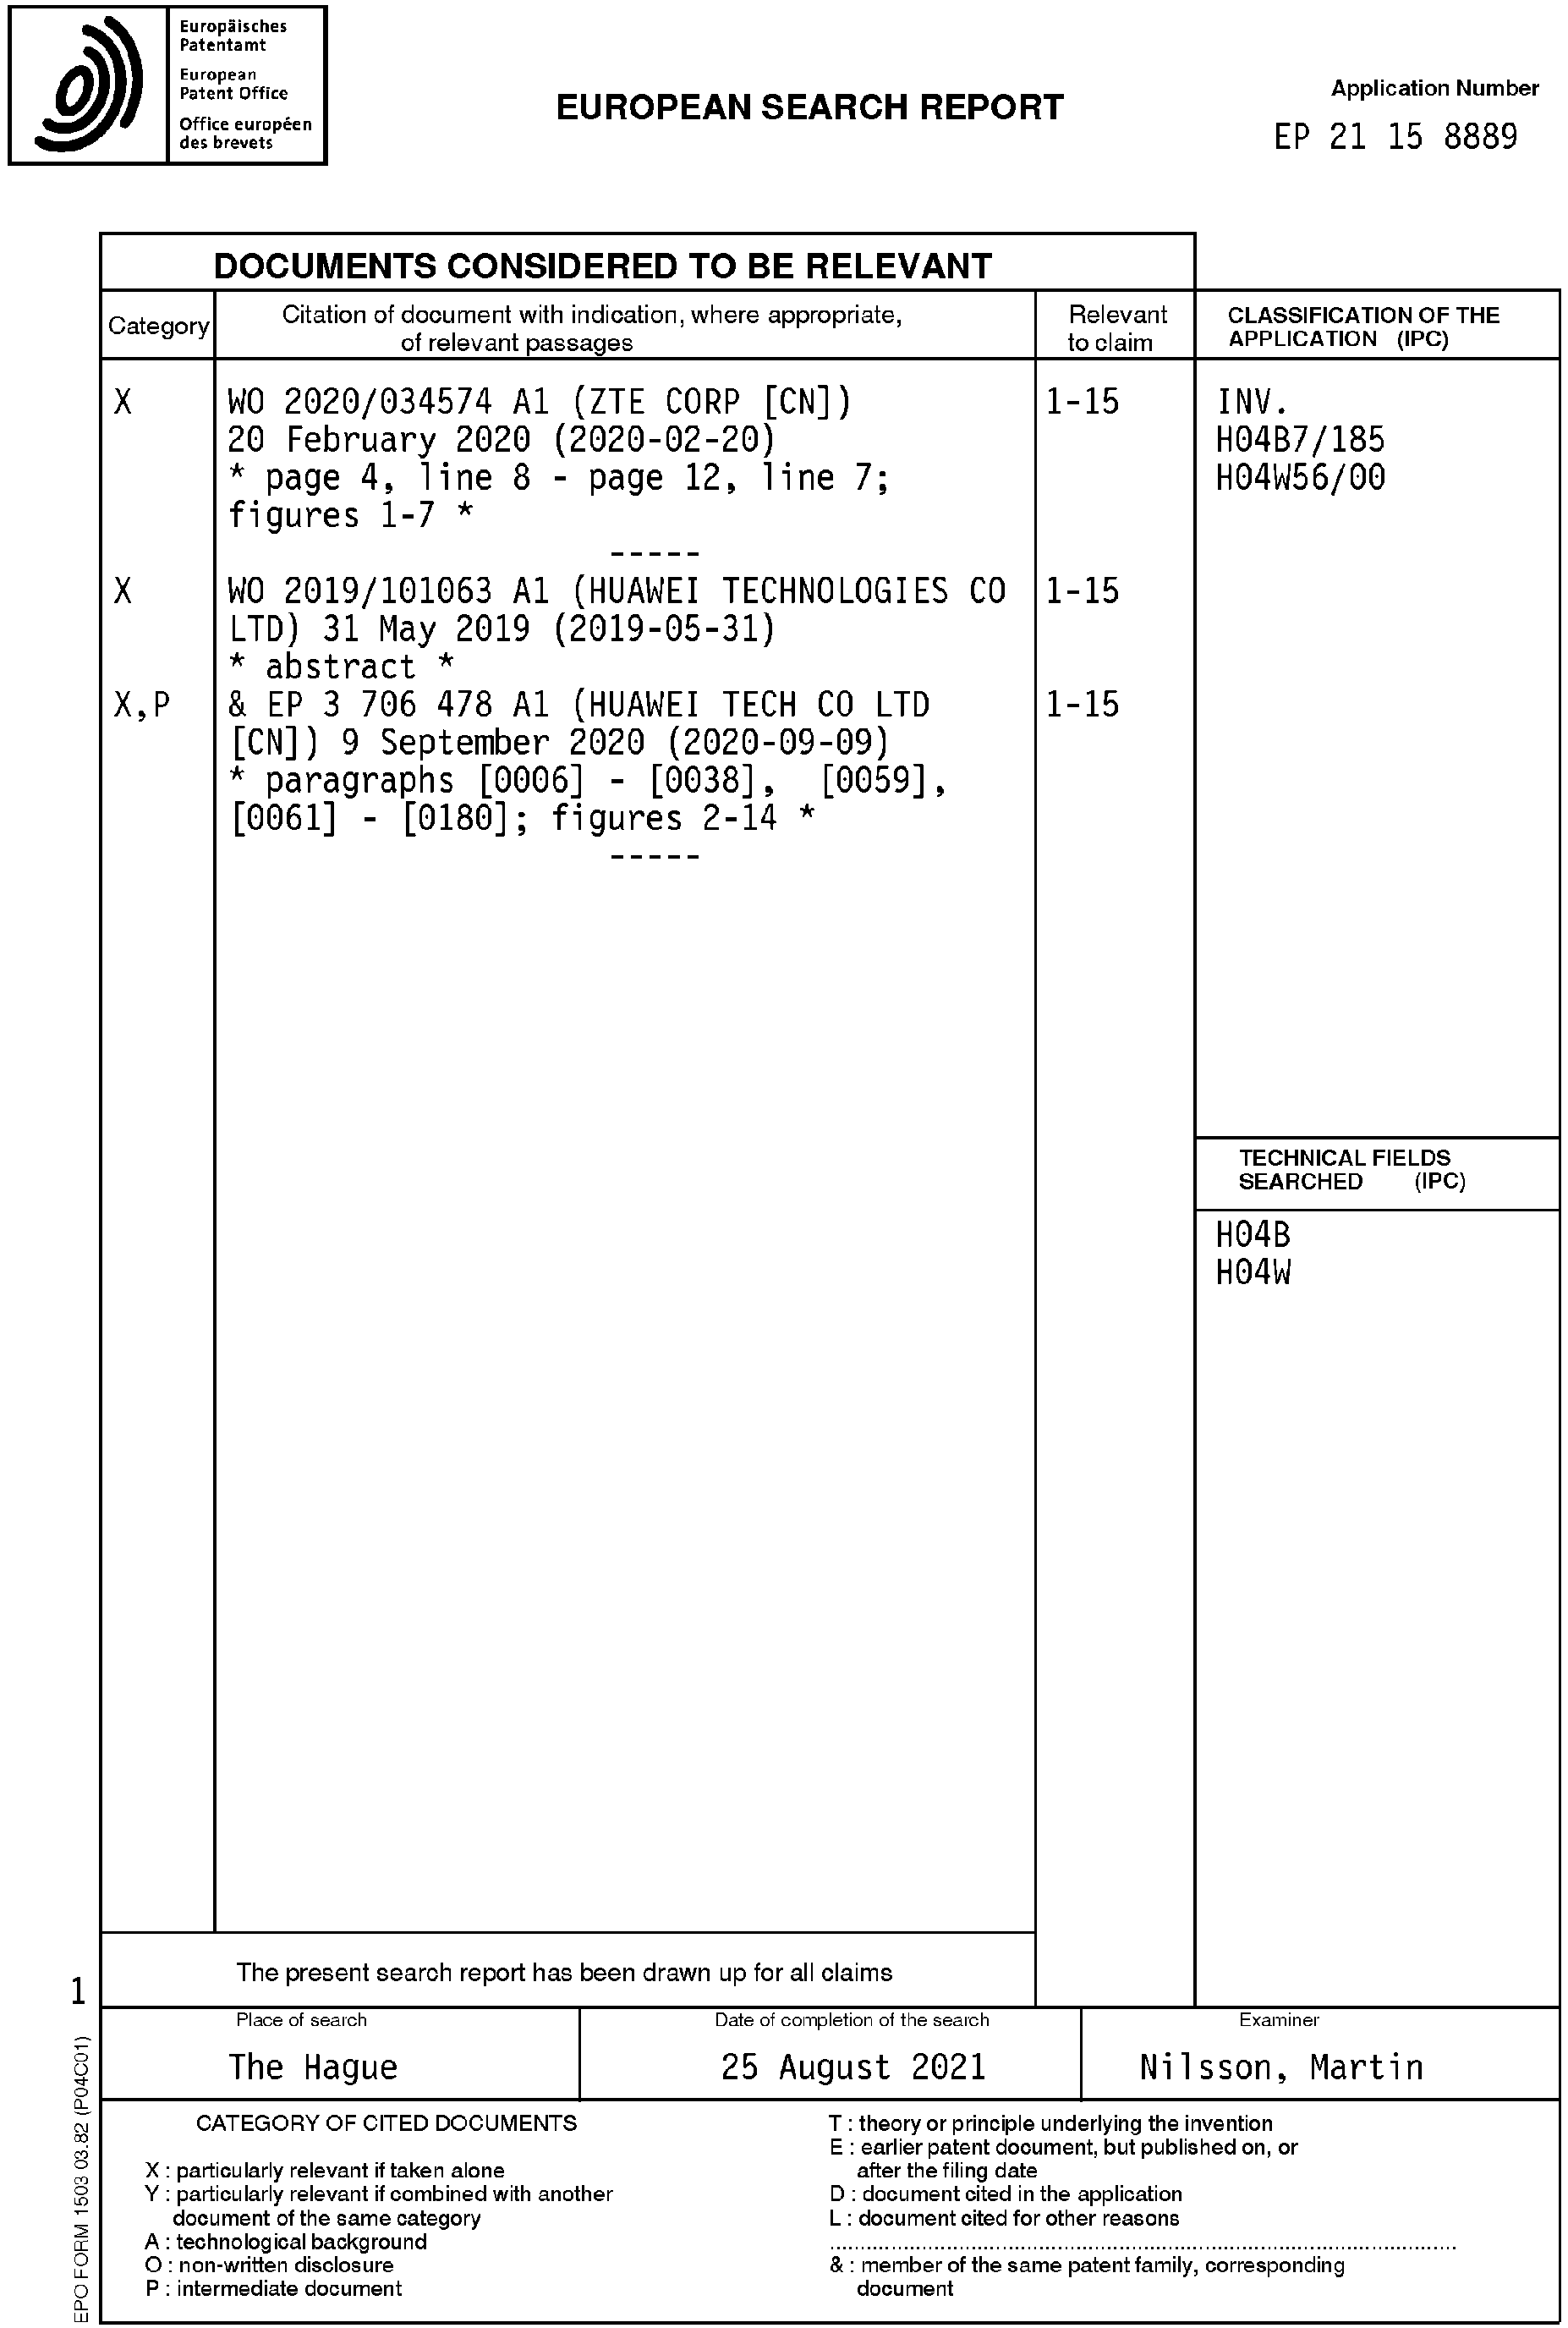 Europäisches
Patentamt
European
Patent Office
Office européen
des brevets
EUROPEAN SEARCH REPORT
Application Number
EP 21 15 8889
DOCUMENTS CONSIDERED TO BE RELEVANT
Category
Citation of document with indication, where appropriate,
of relevant passages
Relevant
to claim
CLASSIFICATION OF THE
APPLICATION (IPC)
X
WO 2020/034574 A1 (ZTE CORP [CN])
20 February 2020 (2020-02-20)
* page 4, line 8 - page 12, line 7;
figures 1-7 *
-----
1-15
INV.
H04B7/185
H04W56/00
X
WO 2019/101063 A1 (HUAWEI TECHNOLOGIES CO
LTD) 31 May 2019 (2019-05-31)
* abstract *
1-15
X,P
& EP 3 706 478 A1 (HUAWEI TECH CO LTD
[CN]) 9 September 2020 (2020-09-09)
* paragraphs [0006] - [0038], [0059],
[0061] - [0180]; figures 2-14 *
-----
1-15
TECHNICAL FIELDS
SEARCHED (IPC)
H04B
H04W
The present search report has been drawn up for all claims
1
Place of search
The Hague
Date of completion of the search
25 August 2021
Examiner
Nilsson, Martin
CATEGORY OF CITED DOCUMENTS
X : particularly relevant if taken alone
Y : particularly relevant if combined with another
document of the same category
A : technological background
O : non-written disclosure
P : intermediate document
T : theory or principle underlying the invention
E : earlier patent document, but published on, or
after the filing date
D : document cited in the application
L : document cited for other reasons
& : member of the same patent family, corresponding
document
EPO FORM 1503 03.82 (P04C01)